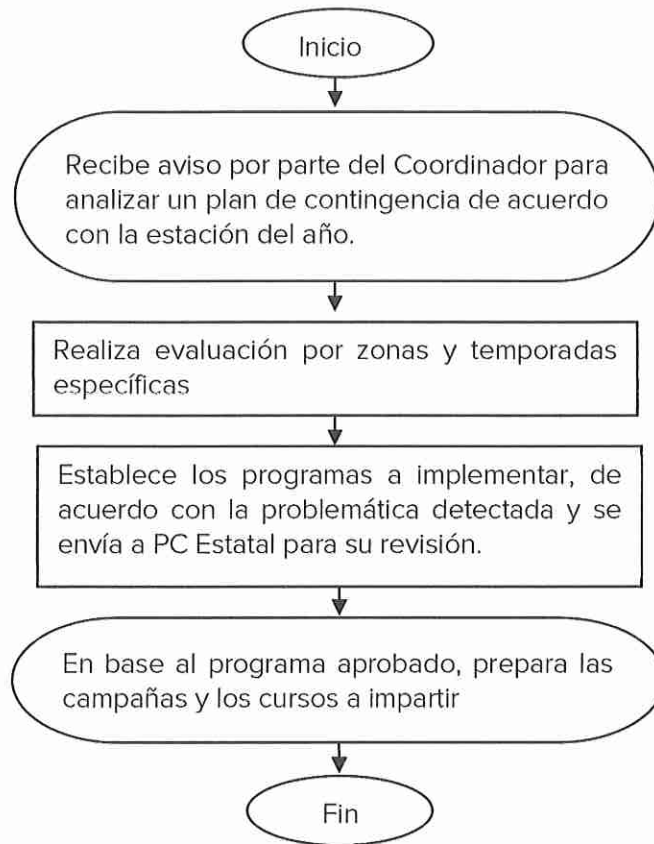 Inicio
Recibe aviso por parte del Coordinador para
analizar un plan de contingencia de acuerdo
con la estación del año.
Realiza evaluación por zonas y temporadas
específicas
Establece los programas a implementar, de
acuerdo con la problemática detectada y se
envía a PC Estatal para su revisión.
En base al programa aprobado, prepara las
campañas y los cursos a impartir
Fin